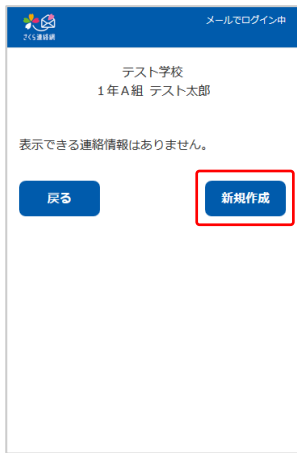 さくら連絡網
メールでログイン中
テスト学校
1年A組 テスト太郎
表示できる連絡情報はありません。
戻る
新規作成